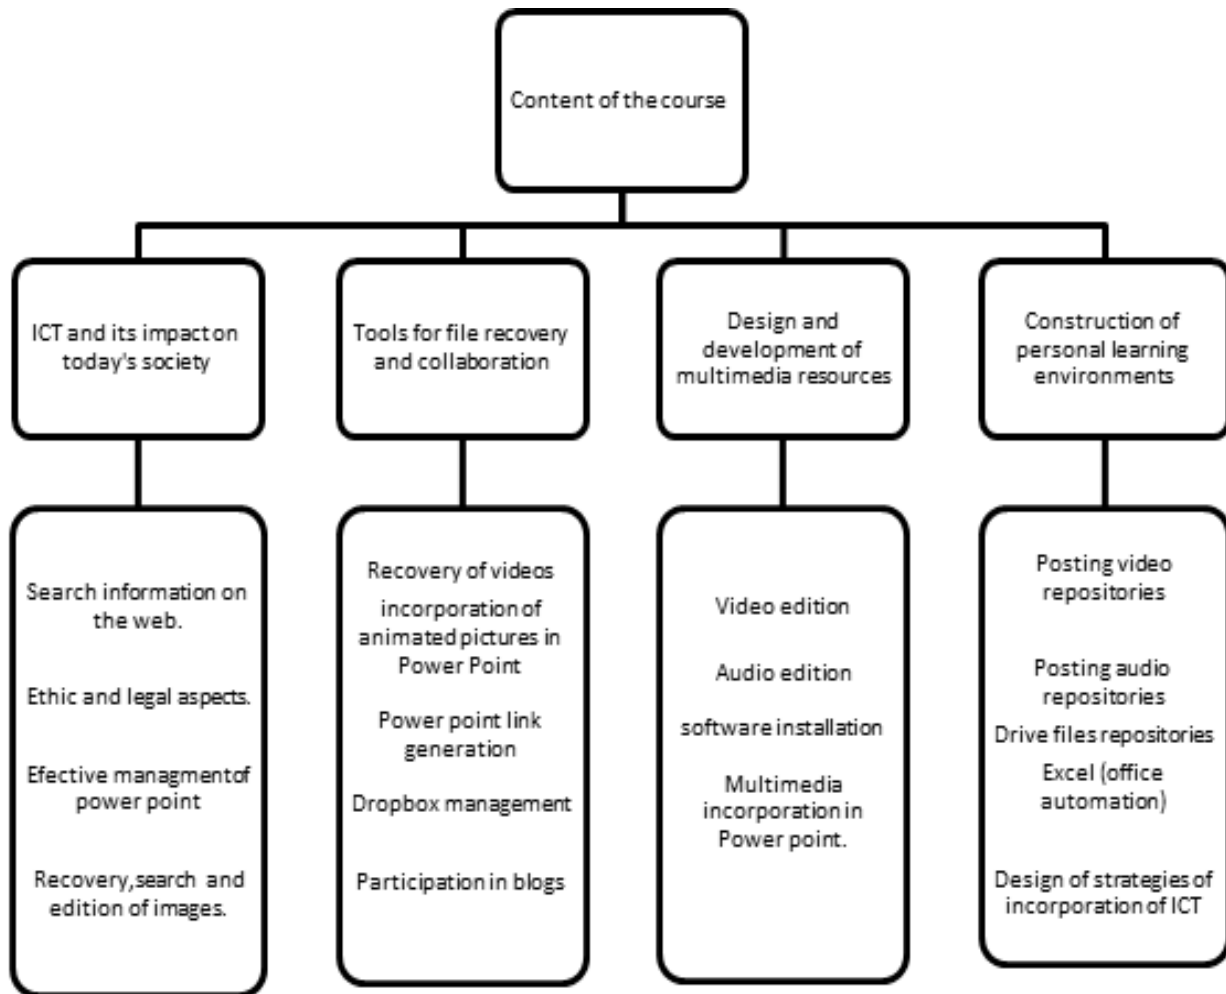 Content of the course
ICT and its impact on
today's society
Tools for file recovery
and collaboration
Design and
development of
multimedia resources
Construction of
personal learning
environments
Search information on
the web.
Ethic and legal aspects.
Efective managment of
power point
Recovery, search and
edition of images.
Recovery of videos
incorporation of
animated pictures in
Power Point
Power point link
generation
Dropbox management
Participation in blogs
Video edition
Audio edition
software installation
Multimedia
incorporation in
Power point.
Posting video
repositories
Posting audio
repositories
Drive files repositories
Excel (office
automation)
Design of strategies of
incorporation of ICT